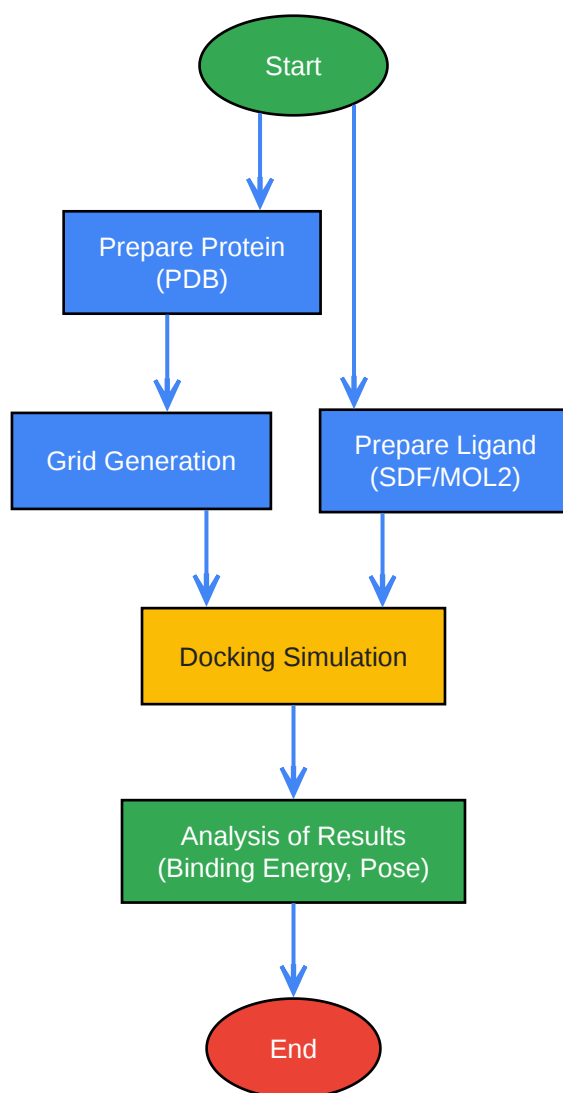 Start
Prepare Protein
(PDB)
Grid Generation
Prepare Ligand
(SDF/MOL2)
Docking Simulation
Analysis of Results
(Binding Energy, Pose)
End